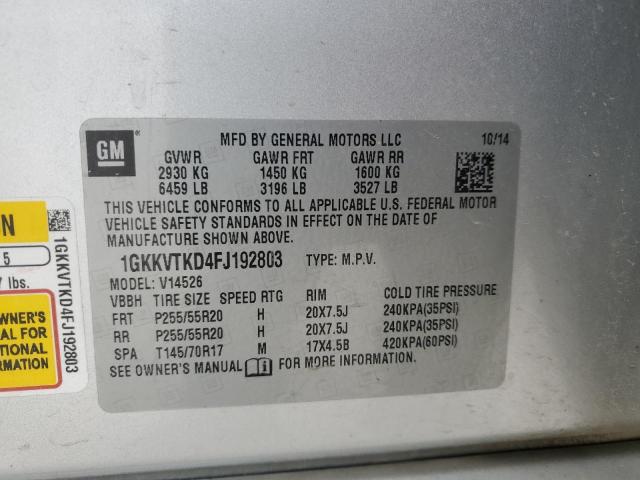 GM
MFD BY GENERAL MOTORS LLC 10/14
GVWR GAWR FRT GAWR RR
2930 KG 1450 KG 1600 KG
6459 LB 3196 LB 3527 LB
THIS VEHICLE CONFORMS TO ALL APPLICABLE U.S. FEDERAL MOTOR
VEHICLE SAFETY STANDARDS IN EFFECT ON THE DATE OF
MANUFACTURE SHOWN ABOVE.
1GKKVTKD4FJ192803 TYPE: M.P.V.
MODEL: V14526
VBBH TIRE SIZE SPEED RTG RIM COLD TIRE PRESSURE
FRT P255/55R20 H 20X7.5J 240KPA(35PSI)
RR P255/55R20 H 20X7.5J 240KPA(35PSI)
SPA T145/70R17 M 17X4.5B 420KPA(60PSI)
SEE OWNER'S MANUAL FOR MORE INFORMATION.
N
5
7 lbs.
OWNER'S
AL FOR
TIONAL
RMATION
1GKKVTKD4FJ192803